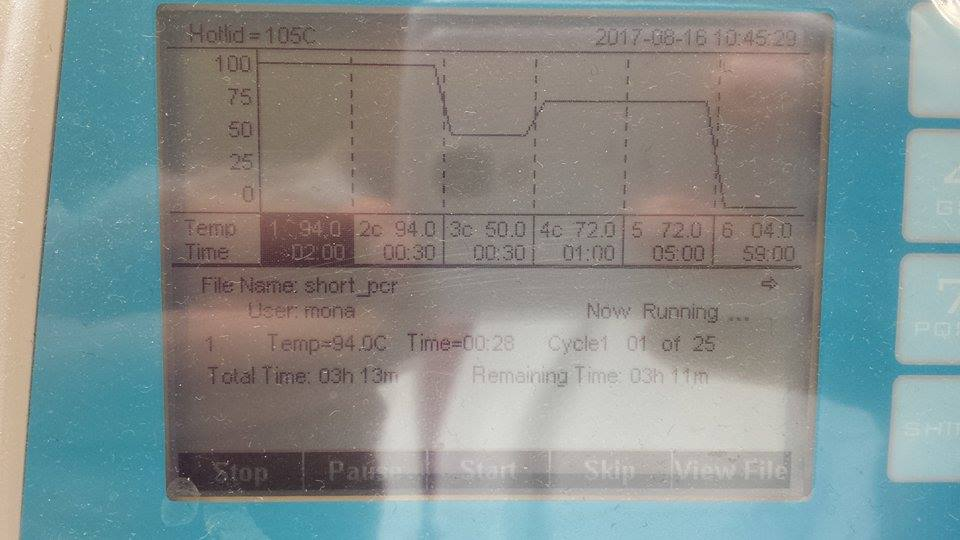 Hotlid = 105C 2017-08-16 10:45:29
100
75
50
25
0
Temp 1 94.0 2c 94.0 3c 50.0 4c 72.0 5 72.0 6 04.0
Time 02:00 00:30 00:30 01:00 05:00 59:00
File Name: short_pcr ⇨
User: mona Now Running ...
1 Temp=94.0C Time=00:28 Cycle1 01 of 25
Total Time: 03h 13m Remaining Time: 03h 11m
Stop Pause Start Skip View File
4
G
7
PQ
SHI